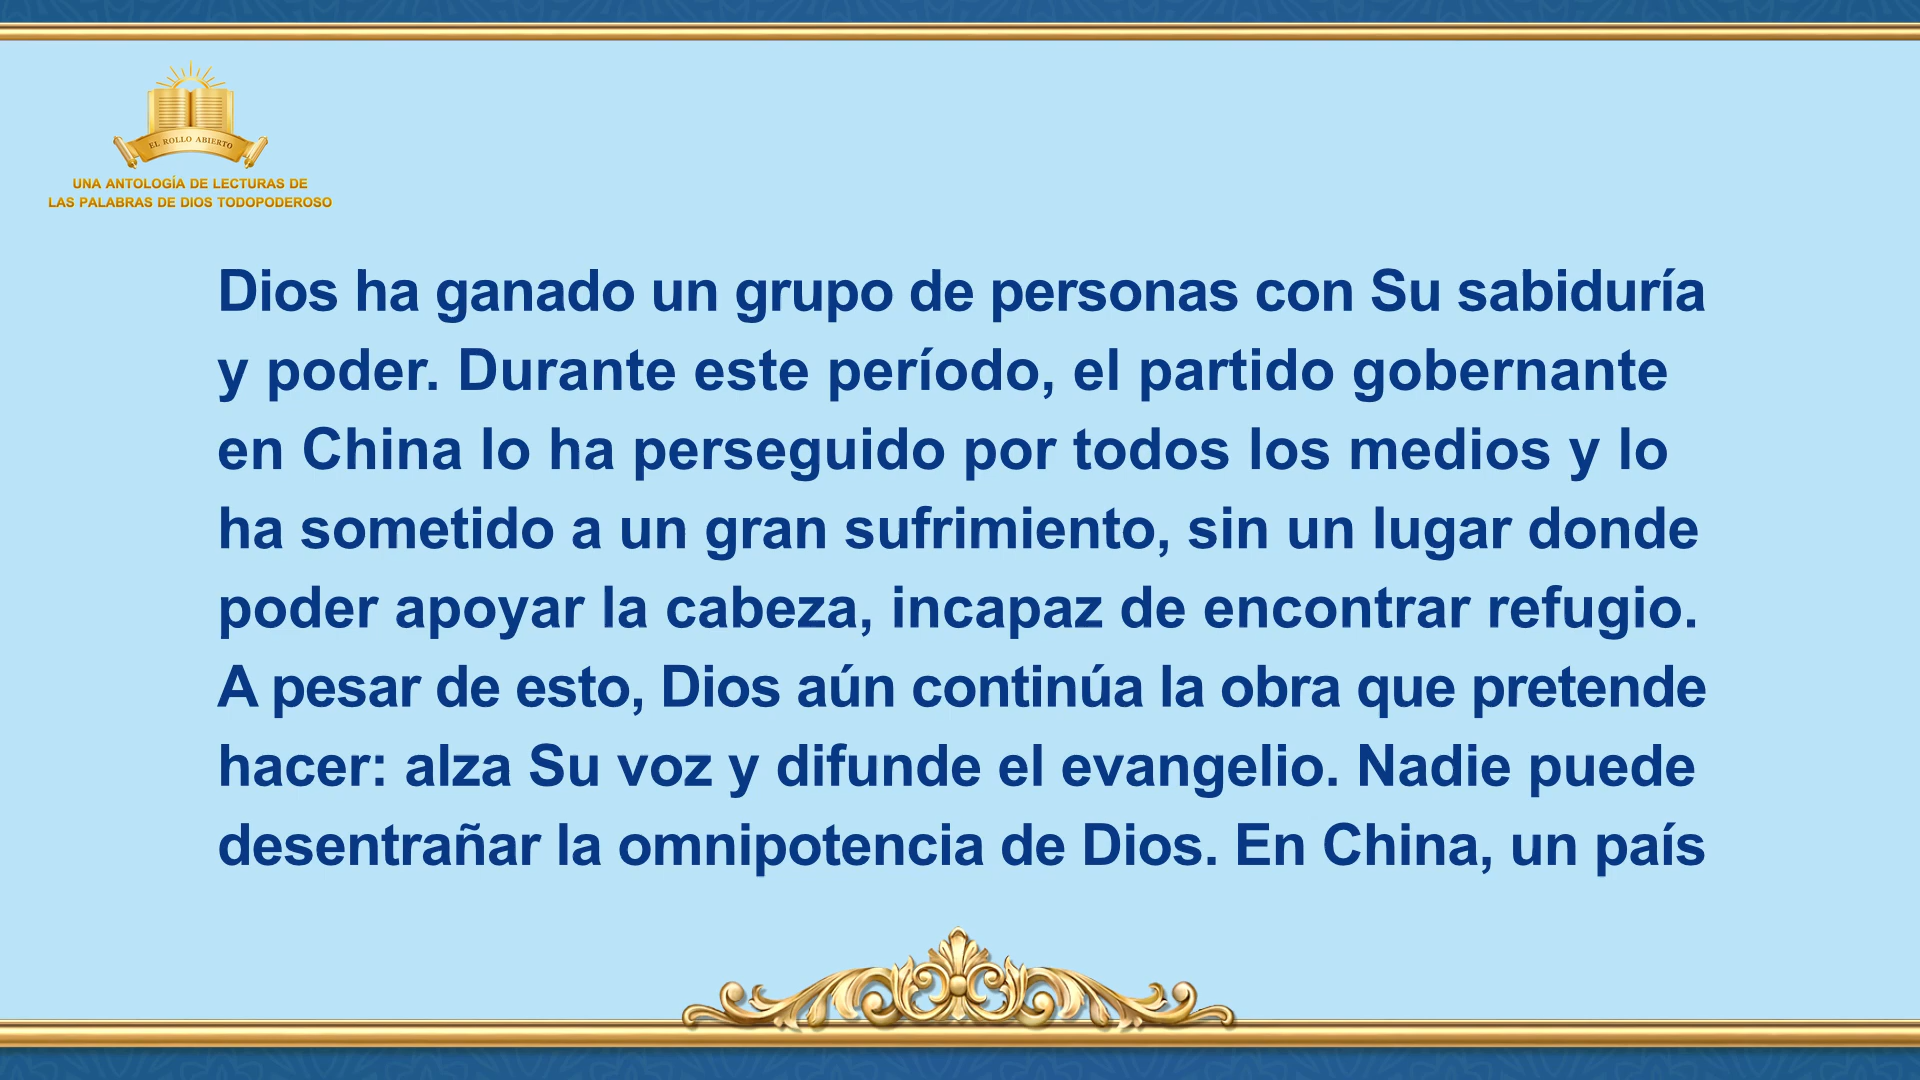 EL ROLLO ABIERTO
UNA ANTOLOGÍA DE LECTURAS DE
LAS PALABRAS DE DIOS TODOPODEROSO
Dios ha ganado un grupo de personas con Su sabiduría
y poder. Durante este período, el partido gobernante
en China lo ha perseguido por todos los medios y lo
ha sometido a un gran sufrimiento, sin un lugar donde
poder apoyar la cabeza, incapaz de encontrar refugio.
A pesar de esto, Dios aún continúa la obra que pretende
hacer: alza Su voz y difunde el evangelio. Nadie puede
desentrañar la omnipotencia de Dios. En China, un país